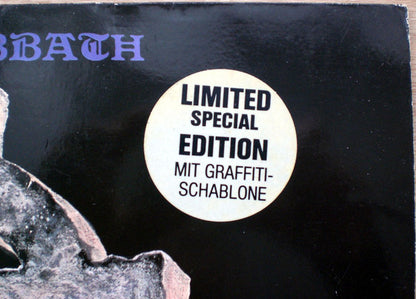 BBATH
LIMITED
SPECIAL
EDITION
MIT GRAFFITI-
SCHABLONE